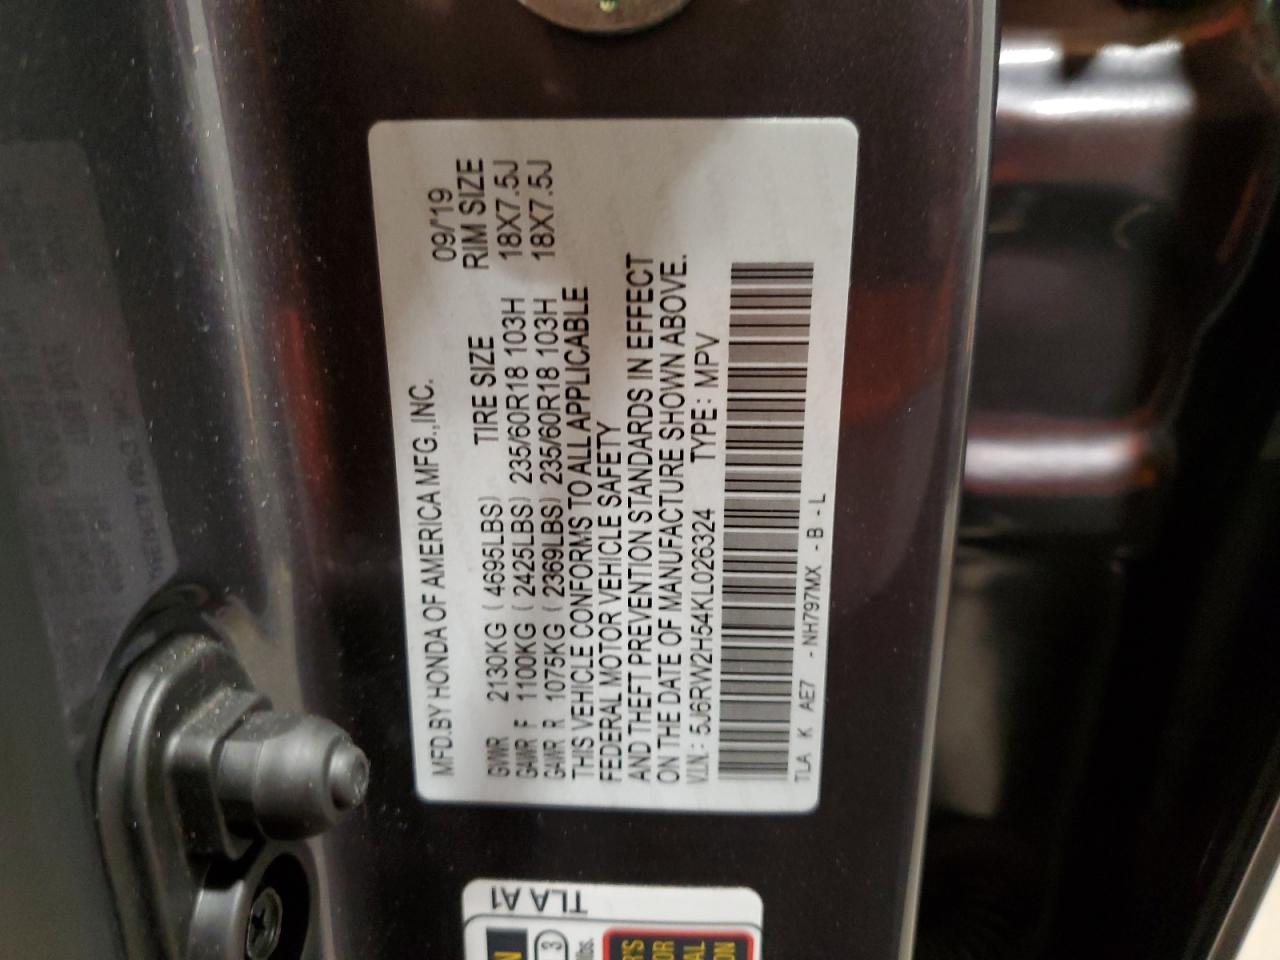 MFD.BY HONDA OF AMERICA MFG.,INC. 09/'19
TIRE SIZE RIM SIZE
GVWR 2130KG ( 4695LBS)
GAWR F 1100KG ( 2425LBS) 235/60R18 103H 18X7.5J
GAWR R 1075KG ( 2369LBS) 235/60R18 103H 18X7.5J
THIS VEHICLE CONFORMS TO ALL APPLICABLE
FEDERAL MOTOR VEHICLE SAFETY
AND THEFT PREVENTION STANDARDS IN EFFECT
ON THE DATE OF MANUFACTURE SHOWN ABOVE.
V.I.N.: 5J6RW2H54KL026324 TYPE: MPV
TLA K AE7 -NH797MX -B - L
TLA A1
3
lbs.